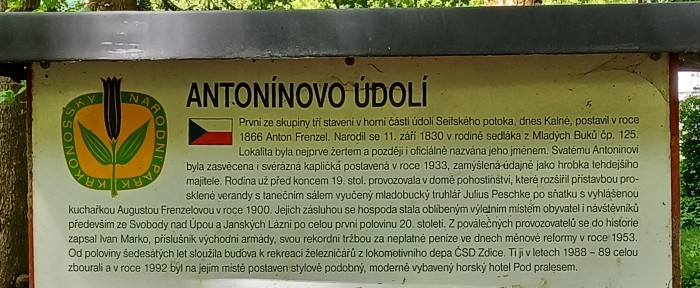 ANTONÍNOVO ÚDOLÍ
KRKONOŠSKÝ NÁRODNÍ PARK
První ze skupiny tří stavení v horní části údolí Seifského potoka, dnes Kalné, postavil v roce
1866 Anton Frenzel. Narodil se 11. září 1830 v rodině sedláka z Mladých Buků čp. 125.
Lokalita byla nejprve žertem a později i oficiálně nazvána jeho jménem. Svatému Antonínovi
byla zasvěcena i svérázná kaplička postavená v roce 1933, zamýšlená údajně jako hrobka tehdejšího
majitele. Rodina už před koncem 19. stol. provozovala v domě pohostinství, které rozšířil přístavbou pro-
sklené verandy s tanečním sálem vyučený mladobucký truhlář Julius Peschke po sňatku s vyhlášenou
kuchařkou Augustou Frenzelovou v roce 1900. Jejich zásluhou se hospoda stala oblíbeným výletním místem obyvatel i návštěvníků
především ze Svobody nad Úpou a Janských Lázní po celou první polovinu 20. století. Z poválečných provozovatelů se do historie
zapsal Ivan Marko, příslušník východní armády, svou rekordní tržbou za neplatné peníze ve dnech měnové reformy v roce 1953.
Od poloviny šedesátých let sloužila budova k rekreaci železničářů z lokomotivního depa ČSD Zdice. Ti ji v letech 1988 – 89 celou
zbourali a v roce 1992 byl na jejím místě postaven stylově podobný, moderně vybavený horský hotel Pod pralesem.